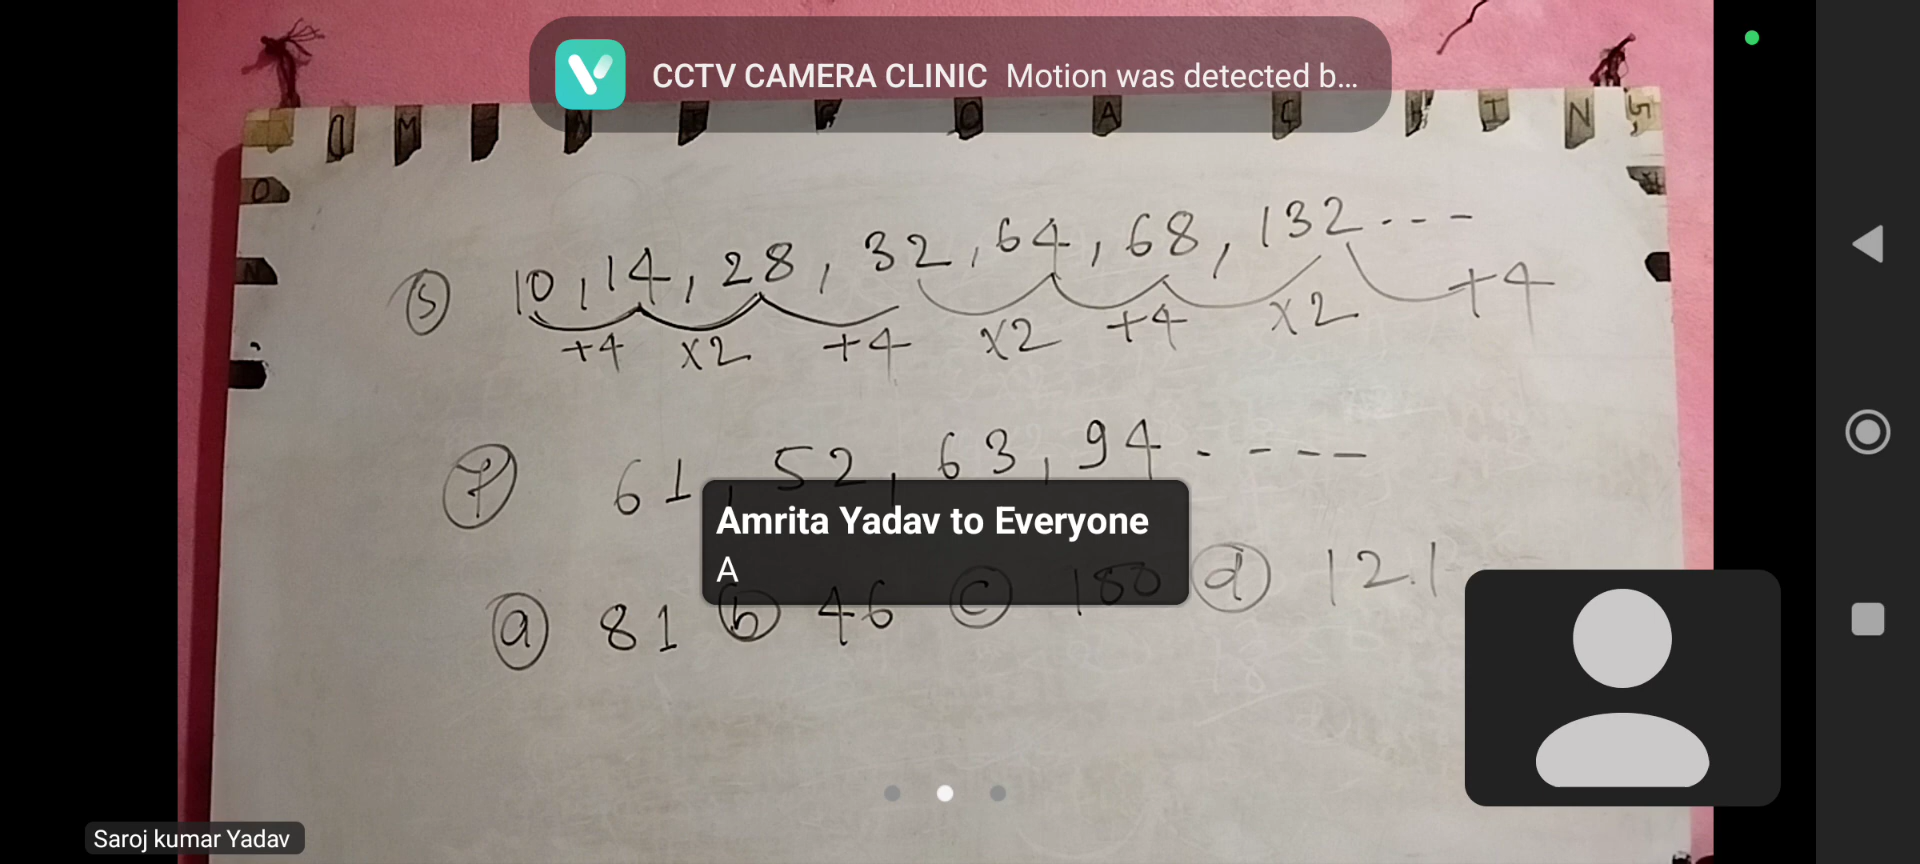 CCTV CAMERA CLINIC Motion was detected b...
M A I O A C H I N G
O
N
(5) 10, 14, 28, 32, 64, 68, 132 ---
+4 x2 +4 x2 +4 x2 +4
61, 52, 63, 94 ----
Amrita Yadav to Everyone
A
(a) 81 (b) 46 (c) 180 (d) 121
Saroj kumar Yadav